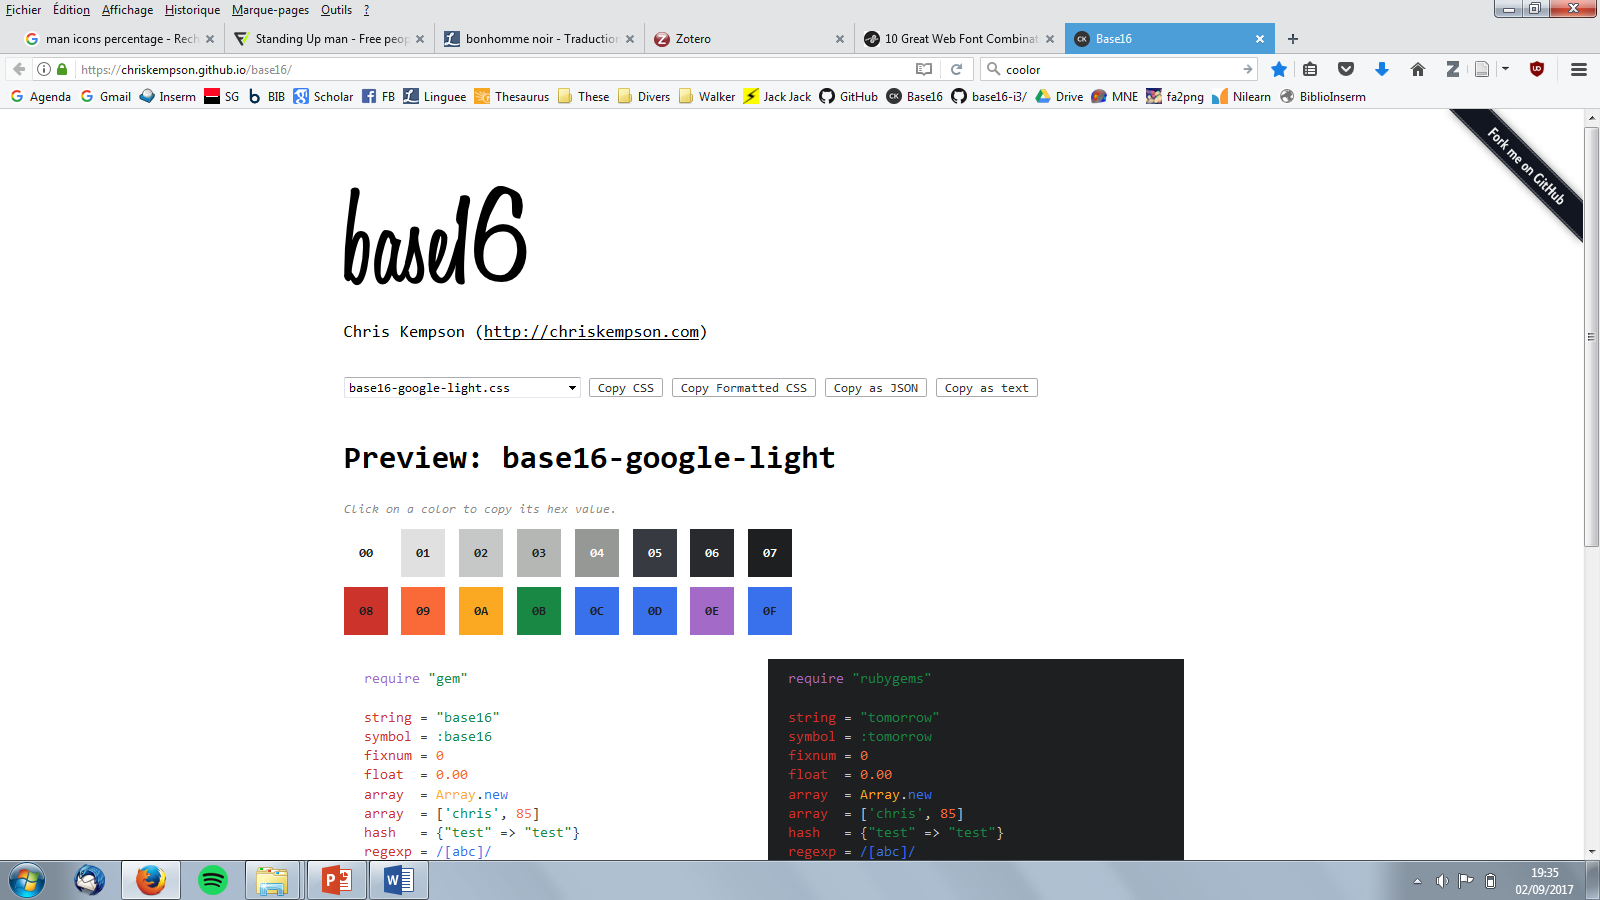 Fichier Édition Affichage Historique Marque-pages Outils ?
man icons percentage - Rech
Standing Up man - Free peop
bonhomme noir - Traduction
Zotero
10 Great Web Font Combinat
CK Base16
https://chriskempson.github.io/base16/
coolor
Agenda Gmail Inserm SG BIB Scholar FB Linguee Thesaurus These Divers Walker Jack Jack GitHub CK Base16 base16-i3/ Drive MNE fa2png Nilearn BiblioInserm
Fork me on GitHub
base16
Chris Kempson (http://chriskempson.com)
base16-google-light.css Copy CSS Copy Formatted CSS Copy as JSON Copy as text
Preview: base16-google-light
Click on a color to copy its hex value.
00 01 02 03 04 05 06 07
08 09 0A 0B 0C 0D 0E 0F
require "gem"
string = "base16"
symbol = :base16
fixnum = 0
float = 0.00
array = Array.new
array = ['chris', 85]
hash = {"test" => "test"}
regexp = /[abc]/
require "rubygems"
string = "tomorrow"
symbol = :tomorrow
fixnum = 0
float = 0.00
array = Array.new
array = ['chris', 85]
hash = {"test" => "test"}
regexp = /[abc]/
19:35
02/09/2017